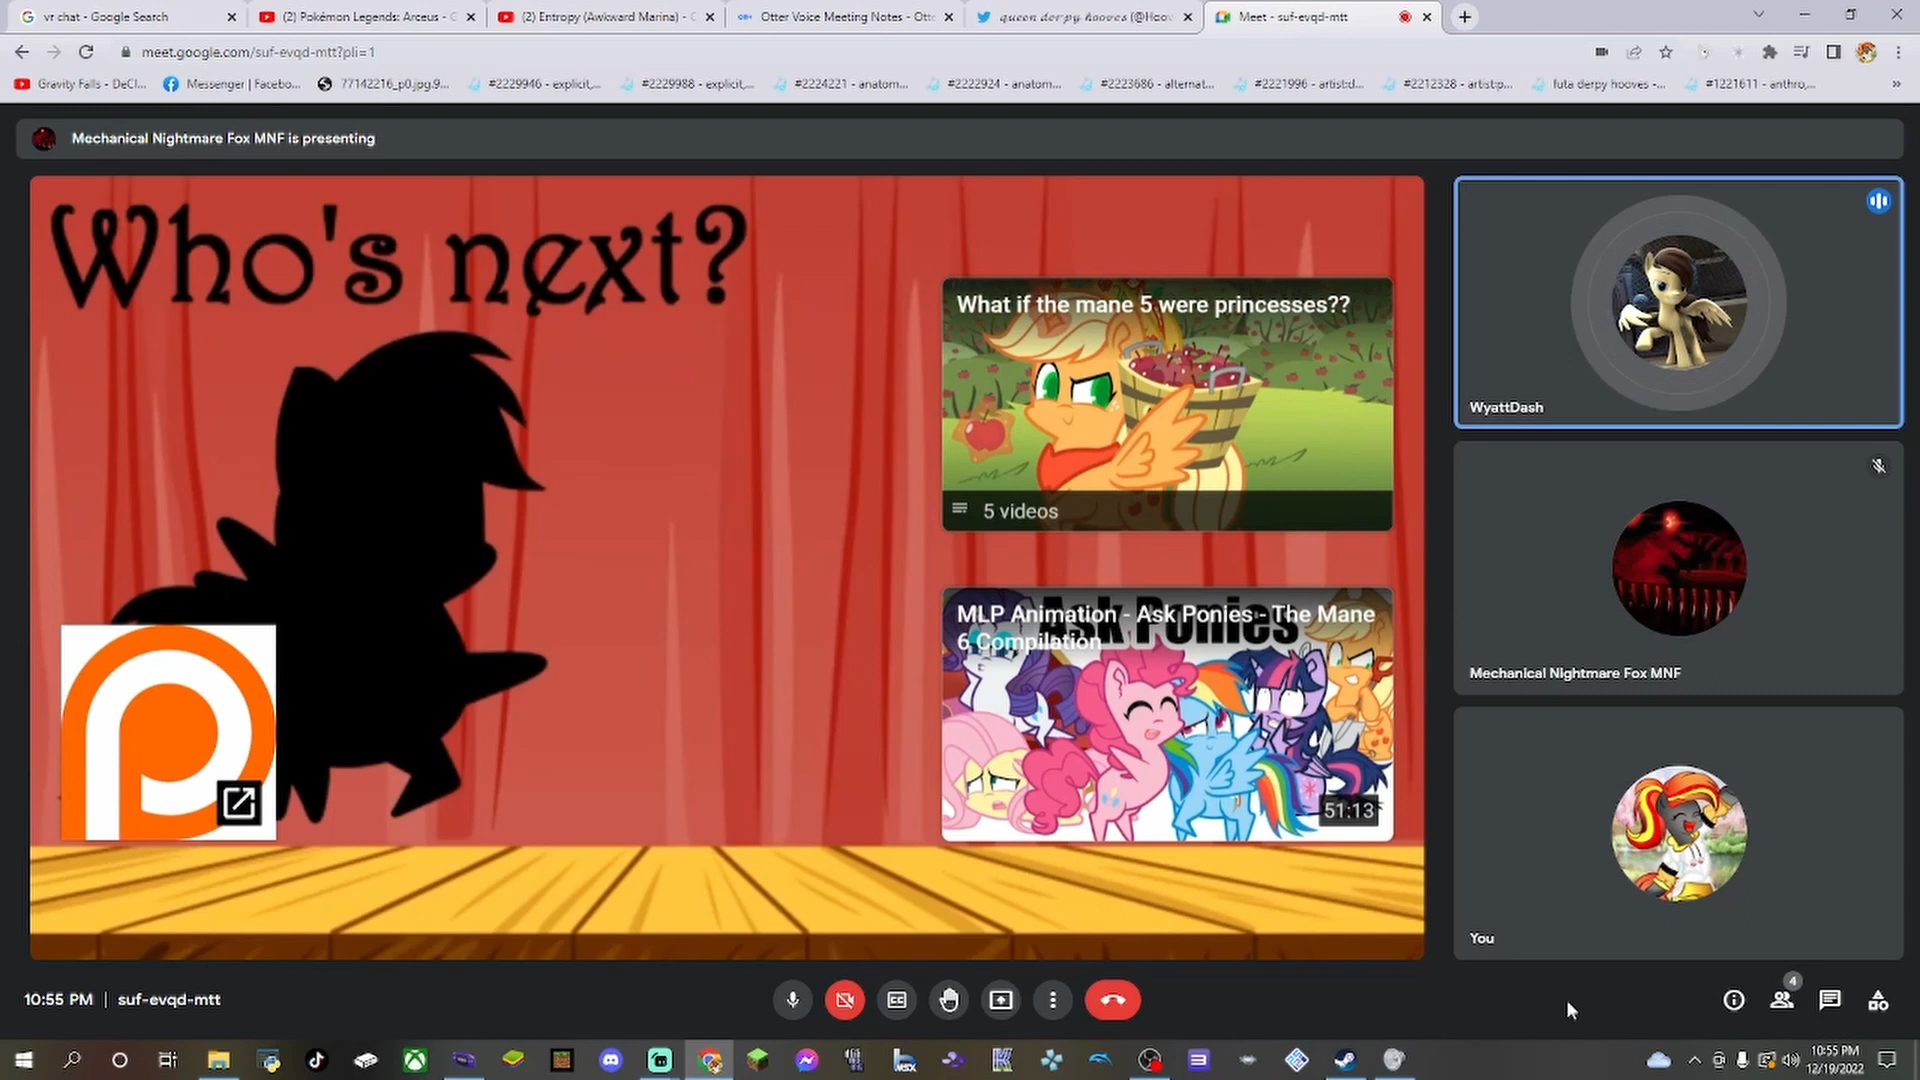 vr chat - Google Search
(2) Pokémon Legends: Arceus - G
(2) Entropy (Awkward Marina) - C
Otter Voice Meeting Notes - Otte
queen derpy hooves (@Hoov
Meet - suf-evqd-mtt
meet.google.com/suf-evqd-mtt?pli=1
Gravity Falls - DeCl...
Messenger | Facebo...
77142216_p0.jpg.9...
#2229946 - explicit,...
#2229988 - explicit,...
#2224221 - anatom...
#2222924 - anatom...
#2223686 - alternat...
#2221996 - artist:d...
#2212328 - artist:p...
futa derpy hooves -...
#1221611 - anthro,...
Mechanical Nightmare Fox MNF is presenting
Who's next?
What if the mane 5 were princesses??
5 videos
Ask Ponies
MLP Animation - Ask Ponies - The Mane
6 Compilation
51:13
WyattDash
Mechanical Nightmare Fox MNF
You
10:55 PM | suf-evqd-mtt
4
10:55 PM
12/19/2022